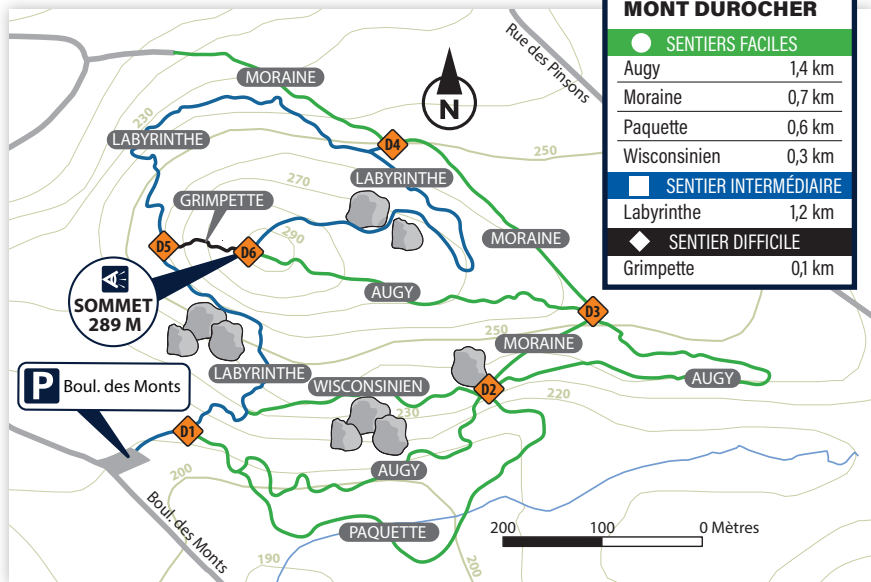 MONT DUROCHER
SENTIERS FACILES
Augy 1,4 km
Moraine 0,7 km
Paquette 0,6 km
Wisconsinien 0,3 km
SENTIER INTERMÉDIAIRE
Labyrinthe 1,2 km
SENTIER DIFFICILE
Grimpette 0,1 km
Rue des Pinsons
MORAINE
N
230
LABYRINTHE
D4
250
LABYRINTHE
270
GRIMPETTE
D5
D6
290
MORAINE
SOMMET
289 M
AUGY
D3
250
MORAINE
LABYRINTHE
WISCONSINIEN
D2
AUGY
220
P Boul. des Monts
230
D1
AUGY
200
Boul. des Monts
PAQUETTE
190
200
200 100 0 Mètres